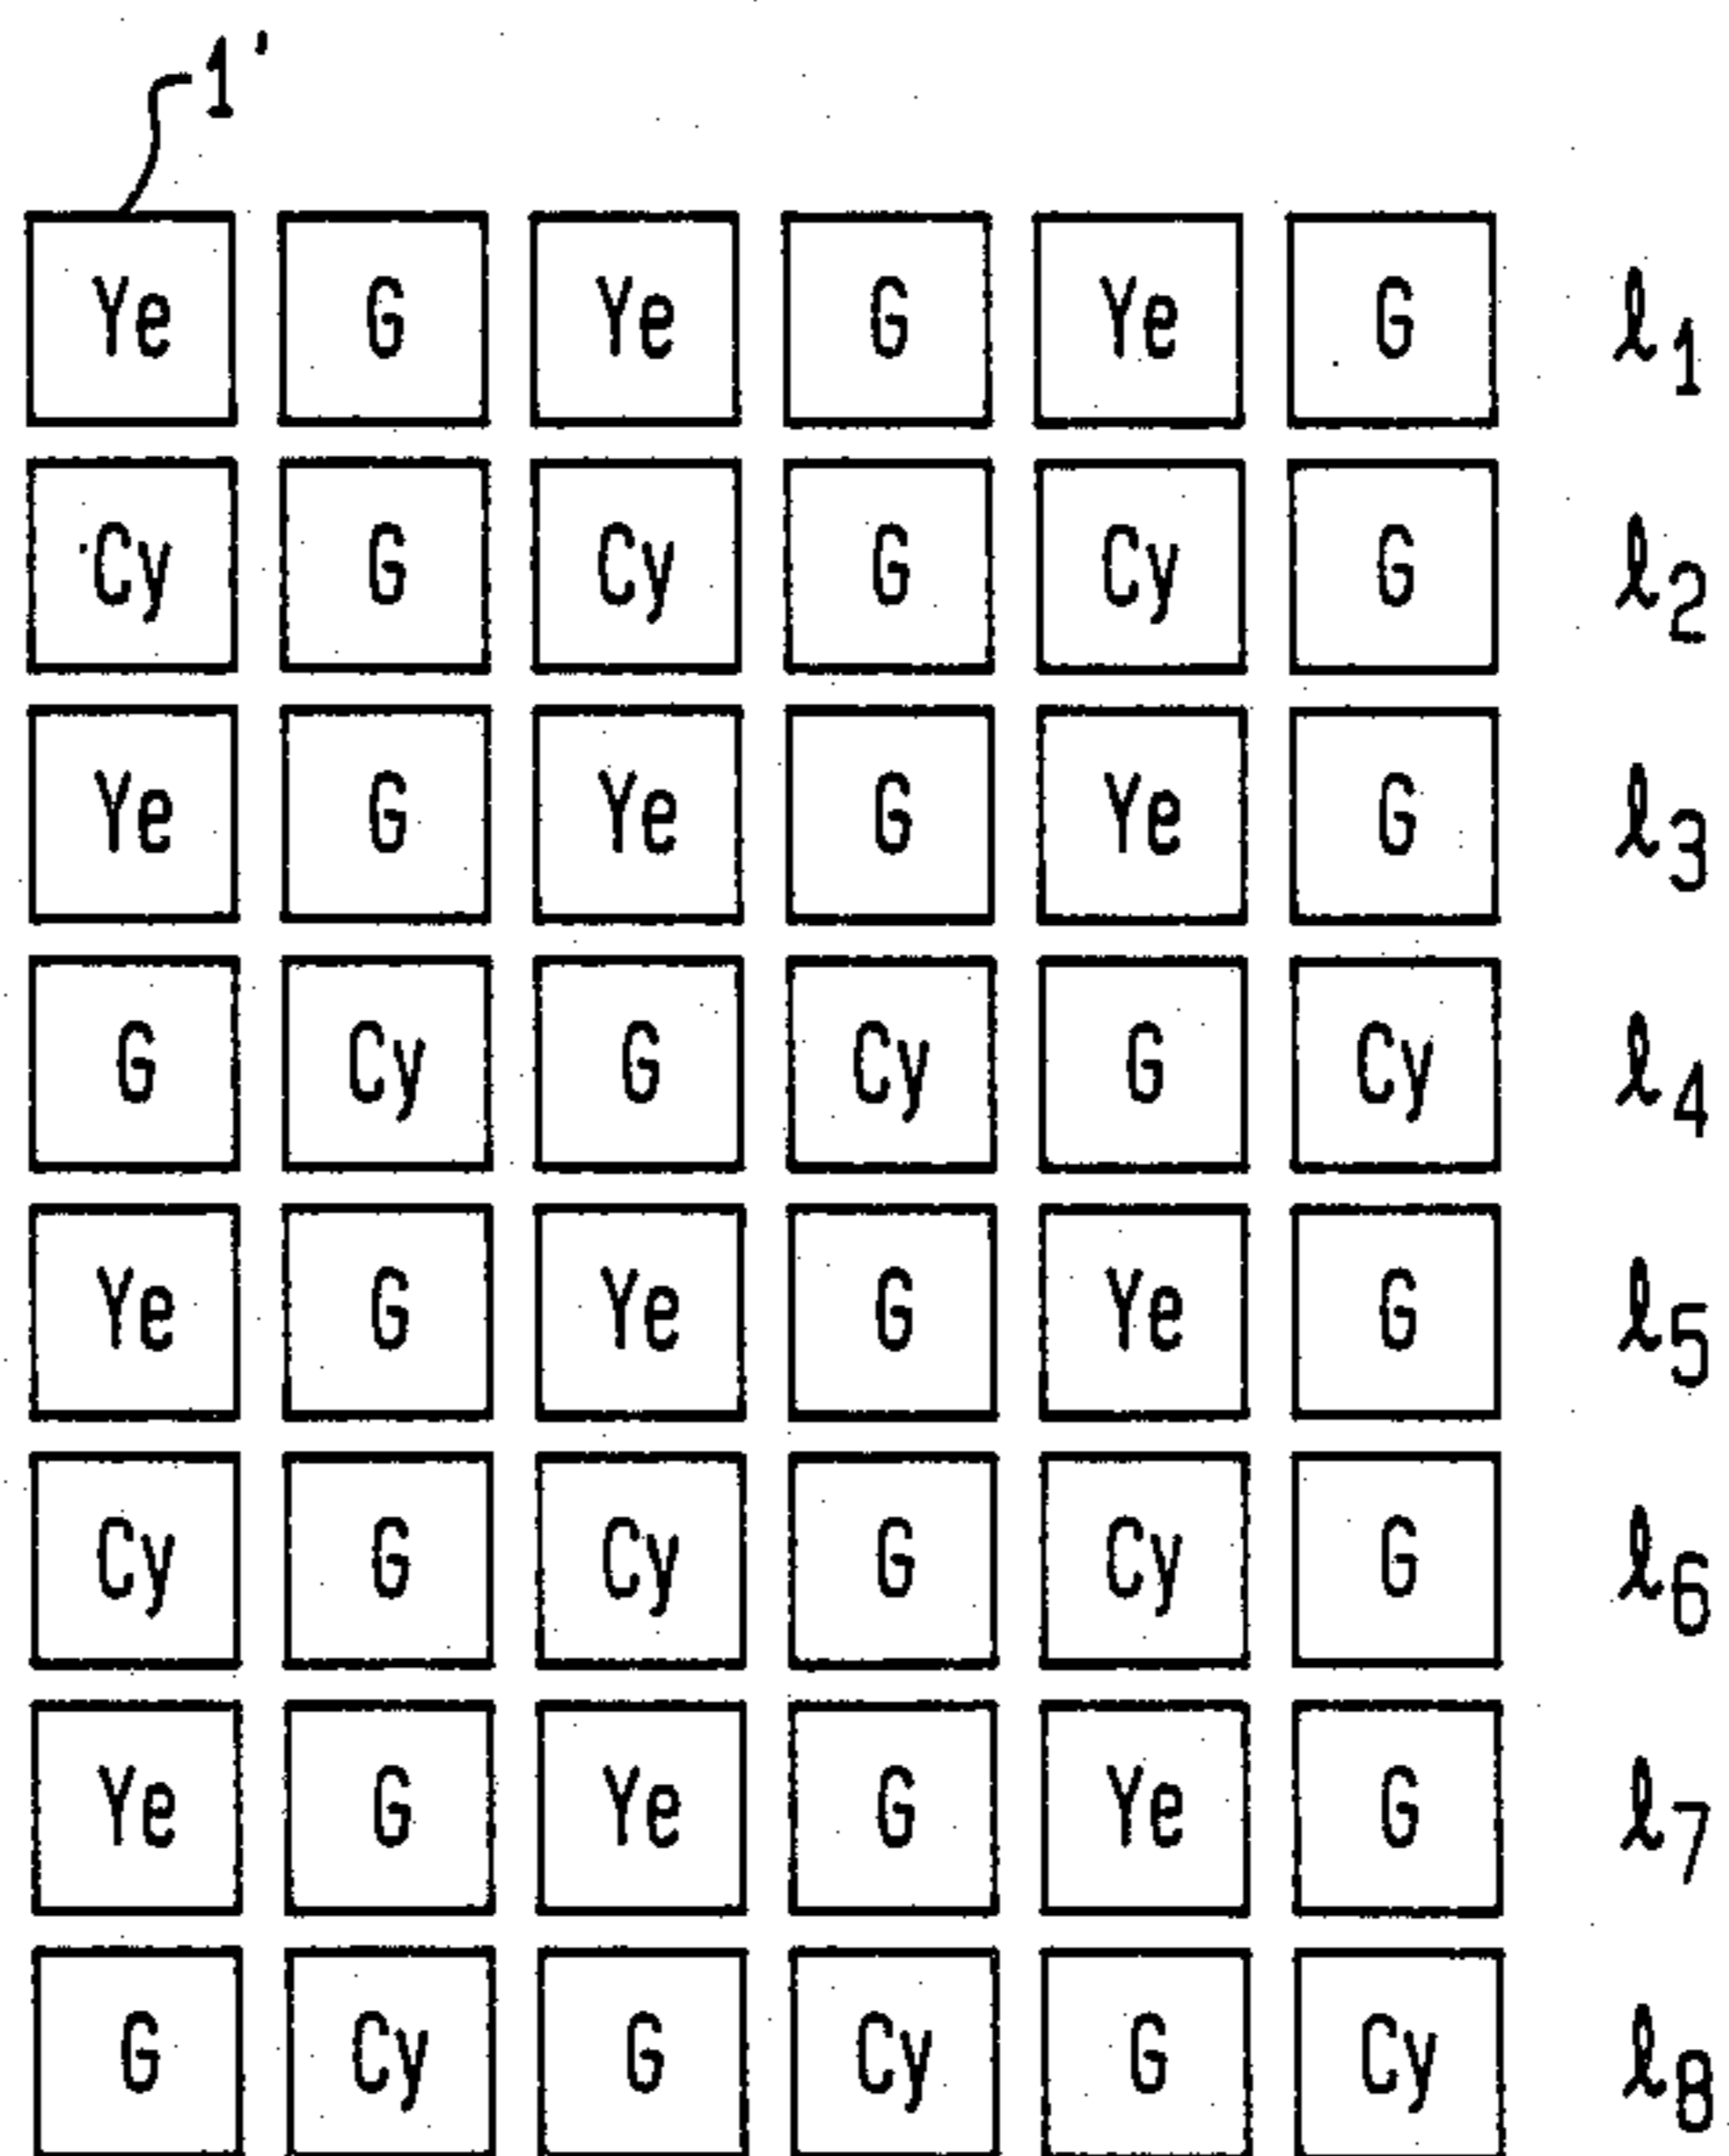 1'
Ye G Ye G Ye G ℓ1
Cy G Cy G Cy G ℓ2
Ye G Ye G Ye G ℓ3
G Cy G Cy G Cy ℓ4
Ye G Ye G Ye G ℓ5
Cy G Cy G Cy G ℓ6
Ye G Ye G Ye G ℓ7
G Cy G Cy G Cy ℓ8